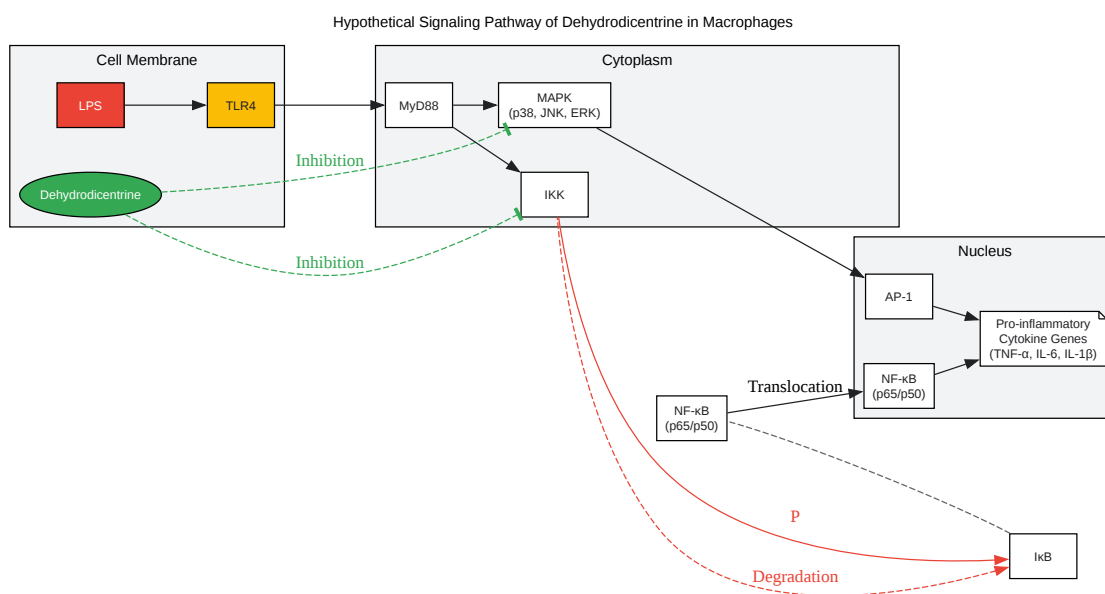 Hypothetical Signaling Pathway of Dehydrodicentrine in Macrophages
Cell Membrane
Cytoplasm
LPS
TLR4
MyD88
MAPK
(p38, JNK, ERK)
Inhibition
Dehydrodicentrine
IKK
Inhibition
Nucleus
AP-1
Pro-inflammatory
Cytokine Genes
(TNF-α, IL-6, IL-1β)
Translocation
NF-κB
(p65/p50)
NF-κB
(p65/p50)
P
IκB
Degradation